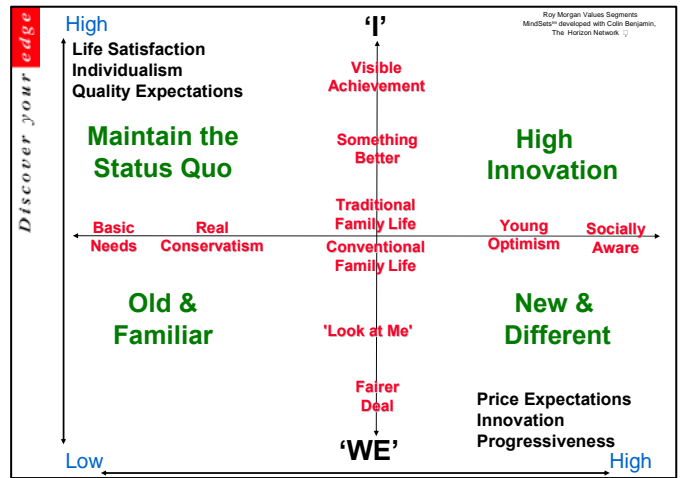 Discover your edge
High
'I'
Roy Morgan Values Segments
MindSets℠ developed with Colin Benjamin,
The Horizon Network
Life Satisfaction
Individualism
Quality Expectations
Visible
Achievement
Maintain the
Status Quo
Something
Better
High
Innovation
Traditional
Family Life
Basic
Needs
Real
Conservatism
Conventional
Family Life
Young
Optimism
Socially
Aware
Old &
Familiar
'Look at Me'
New &
Different
Fairer
Deal
Price Expectations
Innovation
Progressiveness
'WE'
Low
High